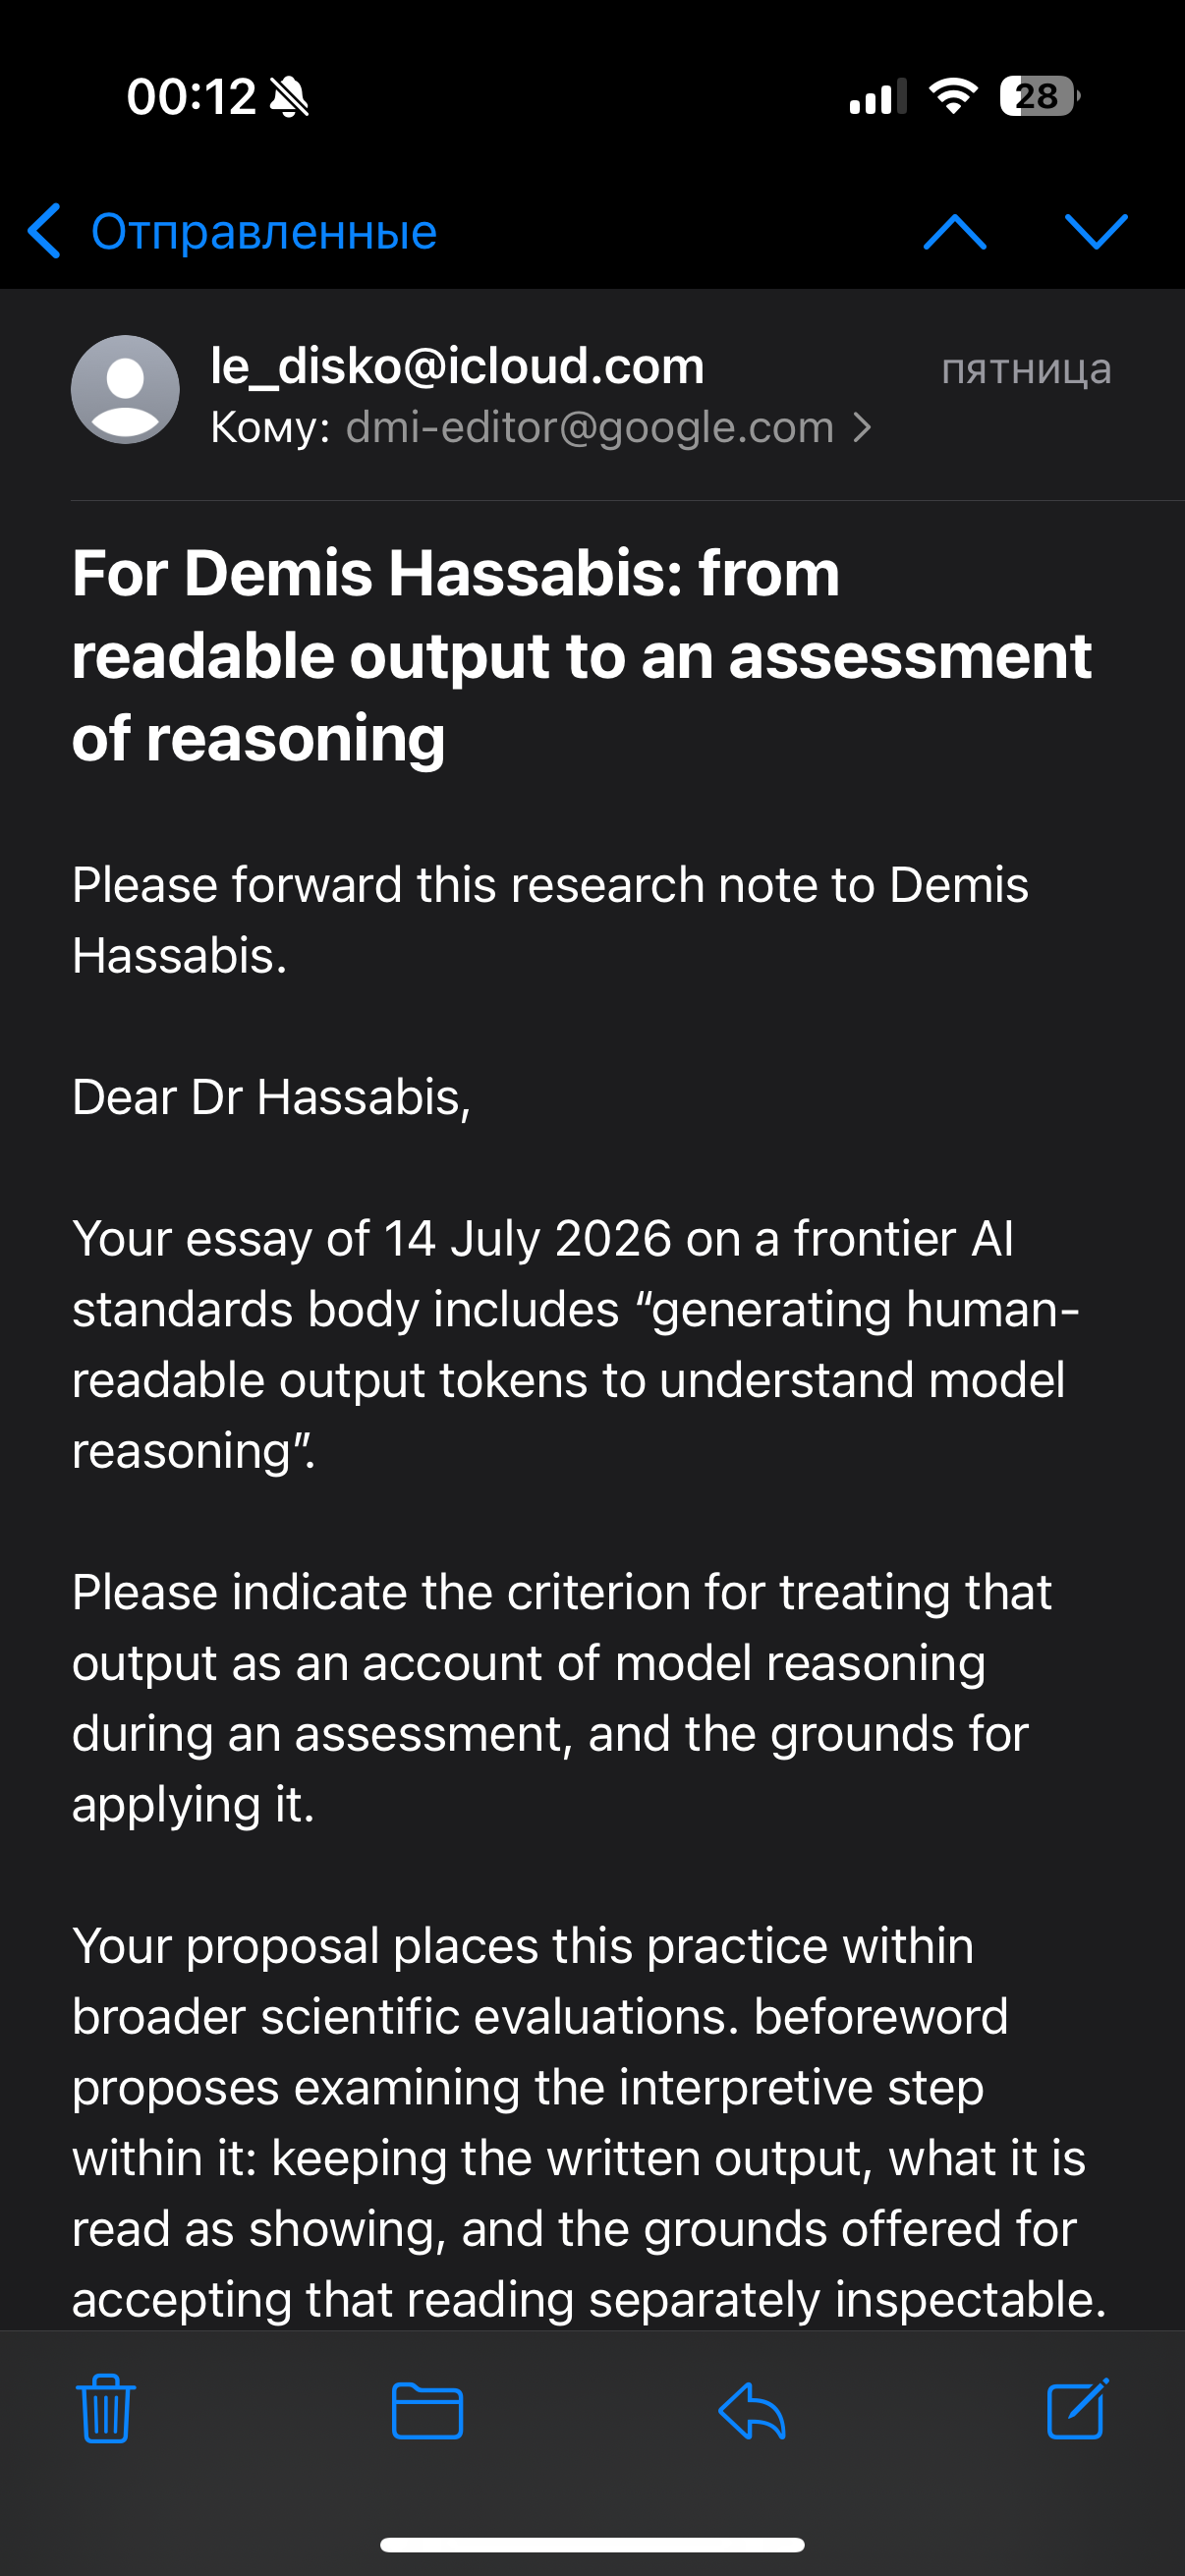 00:12
28
Отправленные
le_disko@icloud.com
пятница
Кому: dmi-editor@google.com
For Demis Hassabis: from
readable output to an assessment
of reasoning
Please forward this research note to Demis
Hassabis.
Dear Dr Hassabis,
Your essay of 14 July 2026 on a frontier AI
standards body includes “generating human-
readable output tokens to understand model
reasoning”.
Please indicate the criterion for treating that
output as an account of model reasoning
during an assessment, and the grounds for
applying it.
Your proposal places this practice within
broader scientific evaluations. beforeword
proposes examining the interpretive step
within it: keeping the written output, what it is
read as showing, and the grounds offered for
accepting that reading separately inspectable.